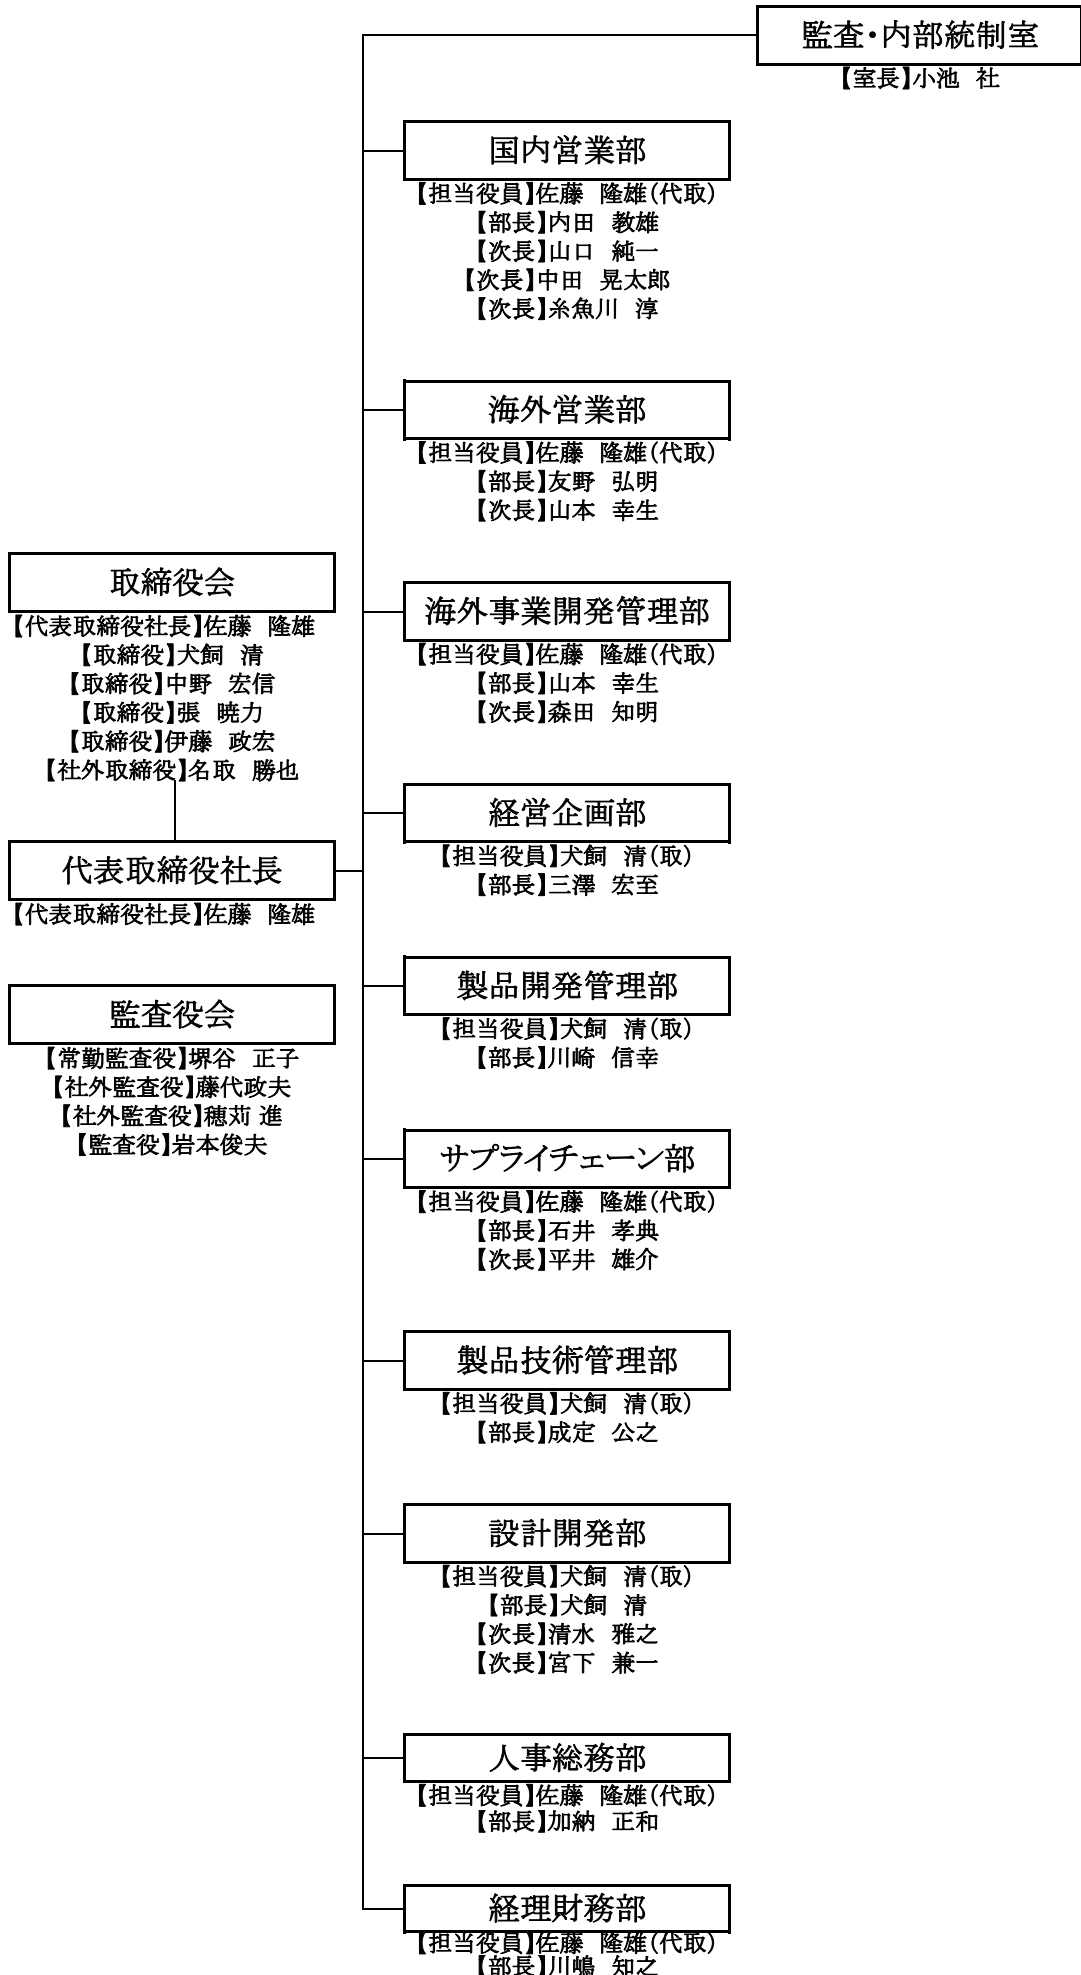 監査・内部統制室
【室長】小池　社
国内営業部
【担当役員】佐藤　隆雄(代取)
【部長】内田　教雄
【次長】山口　純一
【次長】中田　晃太郎
【次長】糸魚川　淳
海外営業部
【担当役員】佐藤　隆雄(代取)
【部長】友野　弘明
【次長】山本　幸生
取締役会
【代表取締役社長】佐藤　隆雄
【取締役】犬飼　清
【取締役】中野　宏信
【取締役】張　暁力
【取締役】伊藤　政宏
【社外取締役】名取　勝也
代表取締役社長
【代表取締役社長】佐藤　隆雄
監査役会
【常勤監査役】堺谷　正子
【社外監査役】藤代政夫
【社外監査役】穂苅 進
【監査役】岩本俊夫
海外事業開発管理部
【担当役員】佐藤　隆雄(代取)
【部長】山本　幸生
【次長】森田　知明
経営企画部
【担当役員】犬飼　清(取)
【部長】三澤　宏至
製品開発管理部
【担当役員】犬飼　清(取)
【部長】川崎　信幸
サプライチェーン部
【担当役員】佐藤　隆雄(代取)
【部長】石井　孝典
【次長】平井　雄介
製品技術管理部
【担当役員】犬飼　清(取)
【部長】成定　公之
設計開発部
【担当役員】犬飼　清(取)
【部長】犬飼　清
【次長】清水　雅之
【次長】宮下　兼一
人事総務部
【担当役員】佐藤　隆雄(代取)
【部長】加納　正和
経理財務部
【担当役員】佐藤　隆雄(代取)
【部長】川嶋　知之